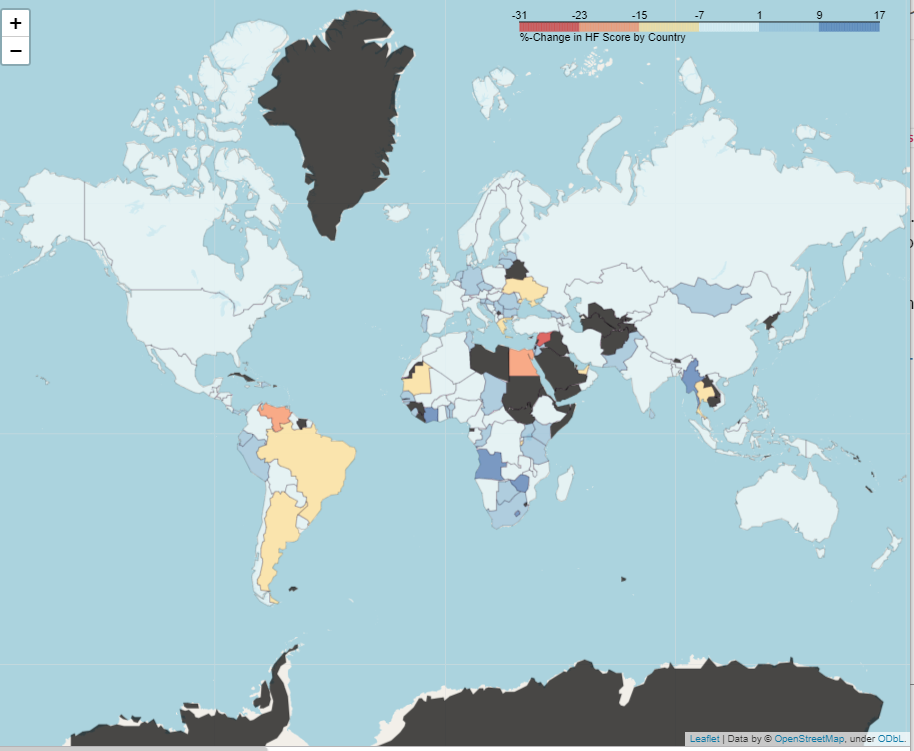 +
−
-31 -23 -15 -7 1 9 17
%-Change in HF Score by Country
Leaflet | Data by © OpenStreetMap, under ODbL.